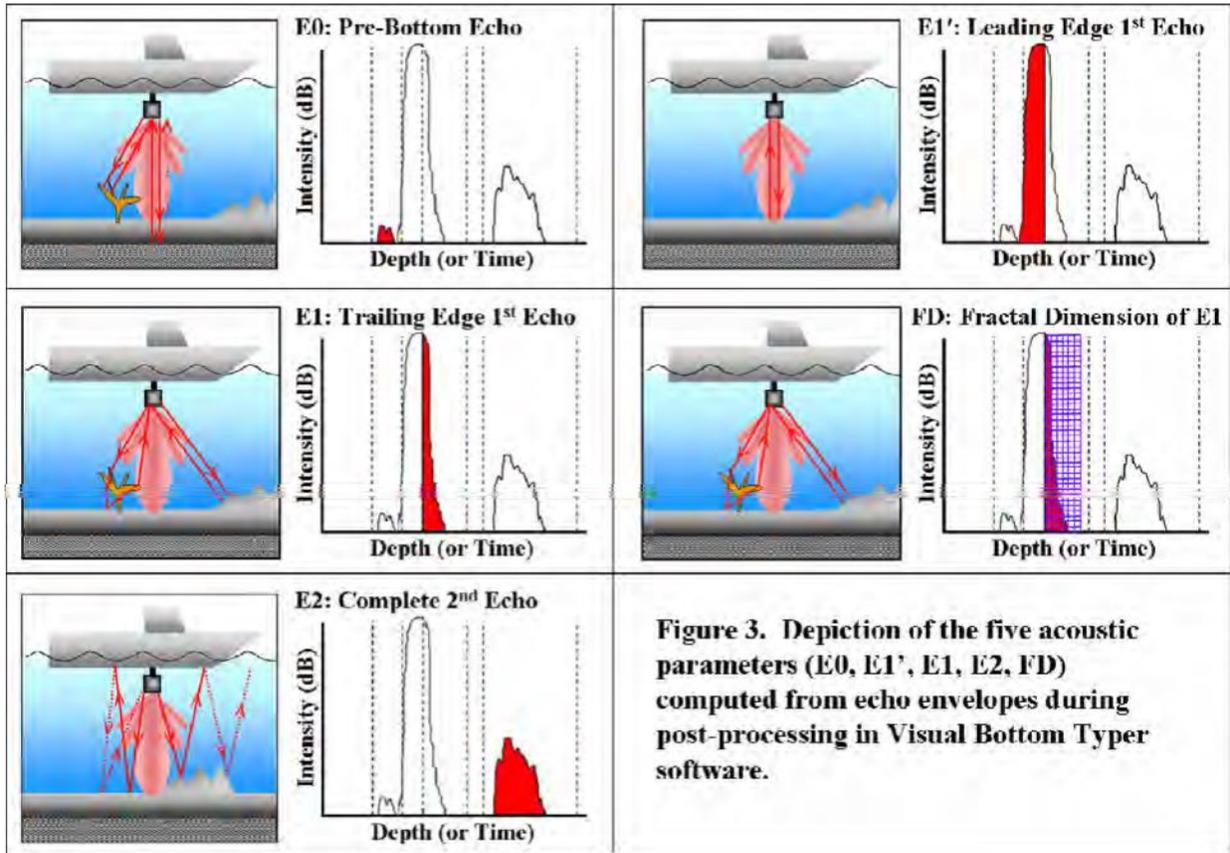 E0: Pre-Bottom Echo
Intensity (dB)
Depth (or Time)
E1′: Leading Edge 1st Echo
Intensity (dB)
Depth (or Time)
E1: Trailing Edge 1st Echo
Intensity (dB)
Depth (or Time)
FD: Fractal Dimension of E1
Intensity (dB)
Depth (or Time)
E2: Complete 2nd Echo
Intensity (dB)
Depth (or Time)
Figure 3. Depiction of the five acoustic
parameters (E0, E1’, E1, E2, FD)
computed from echo envelopes during
post-processing in Visual Bottom Typer
software.